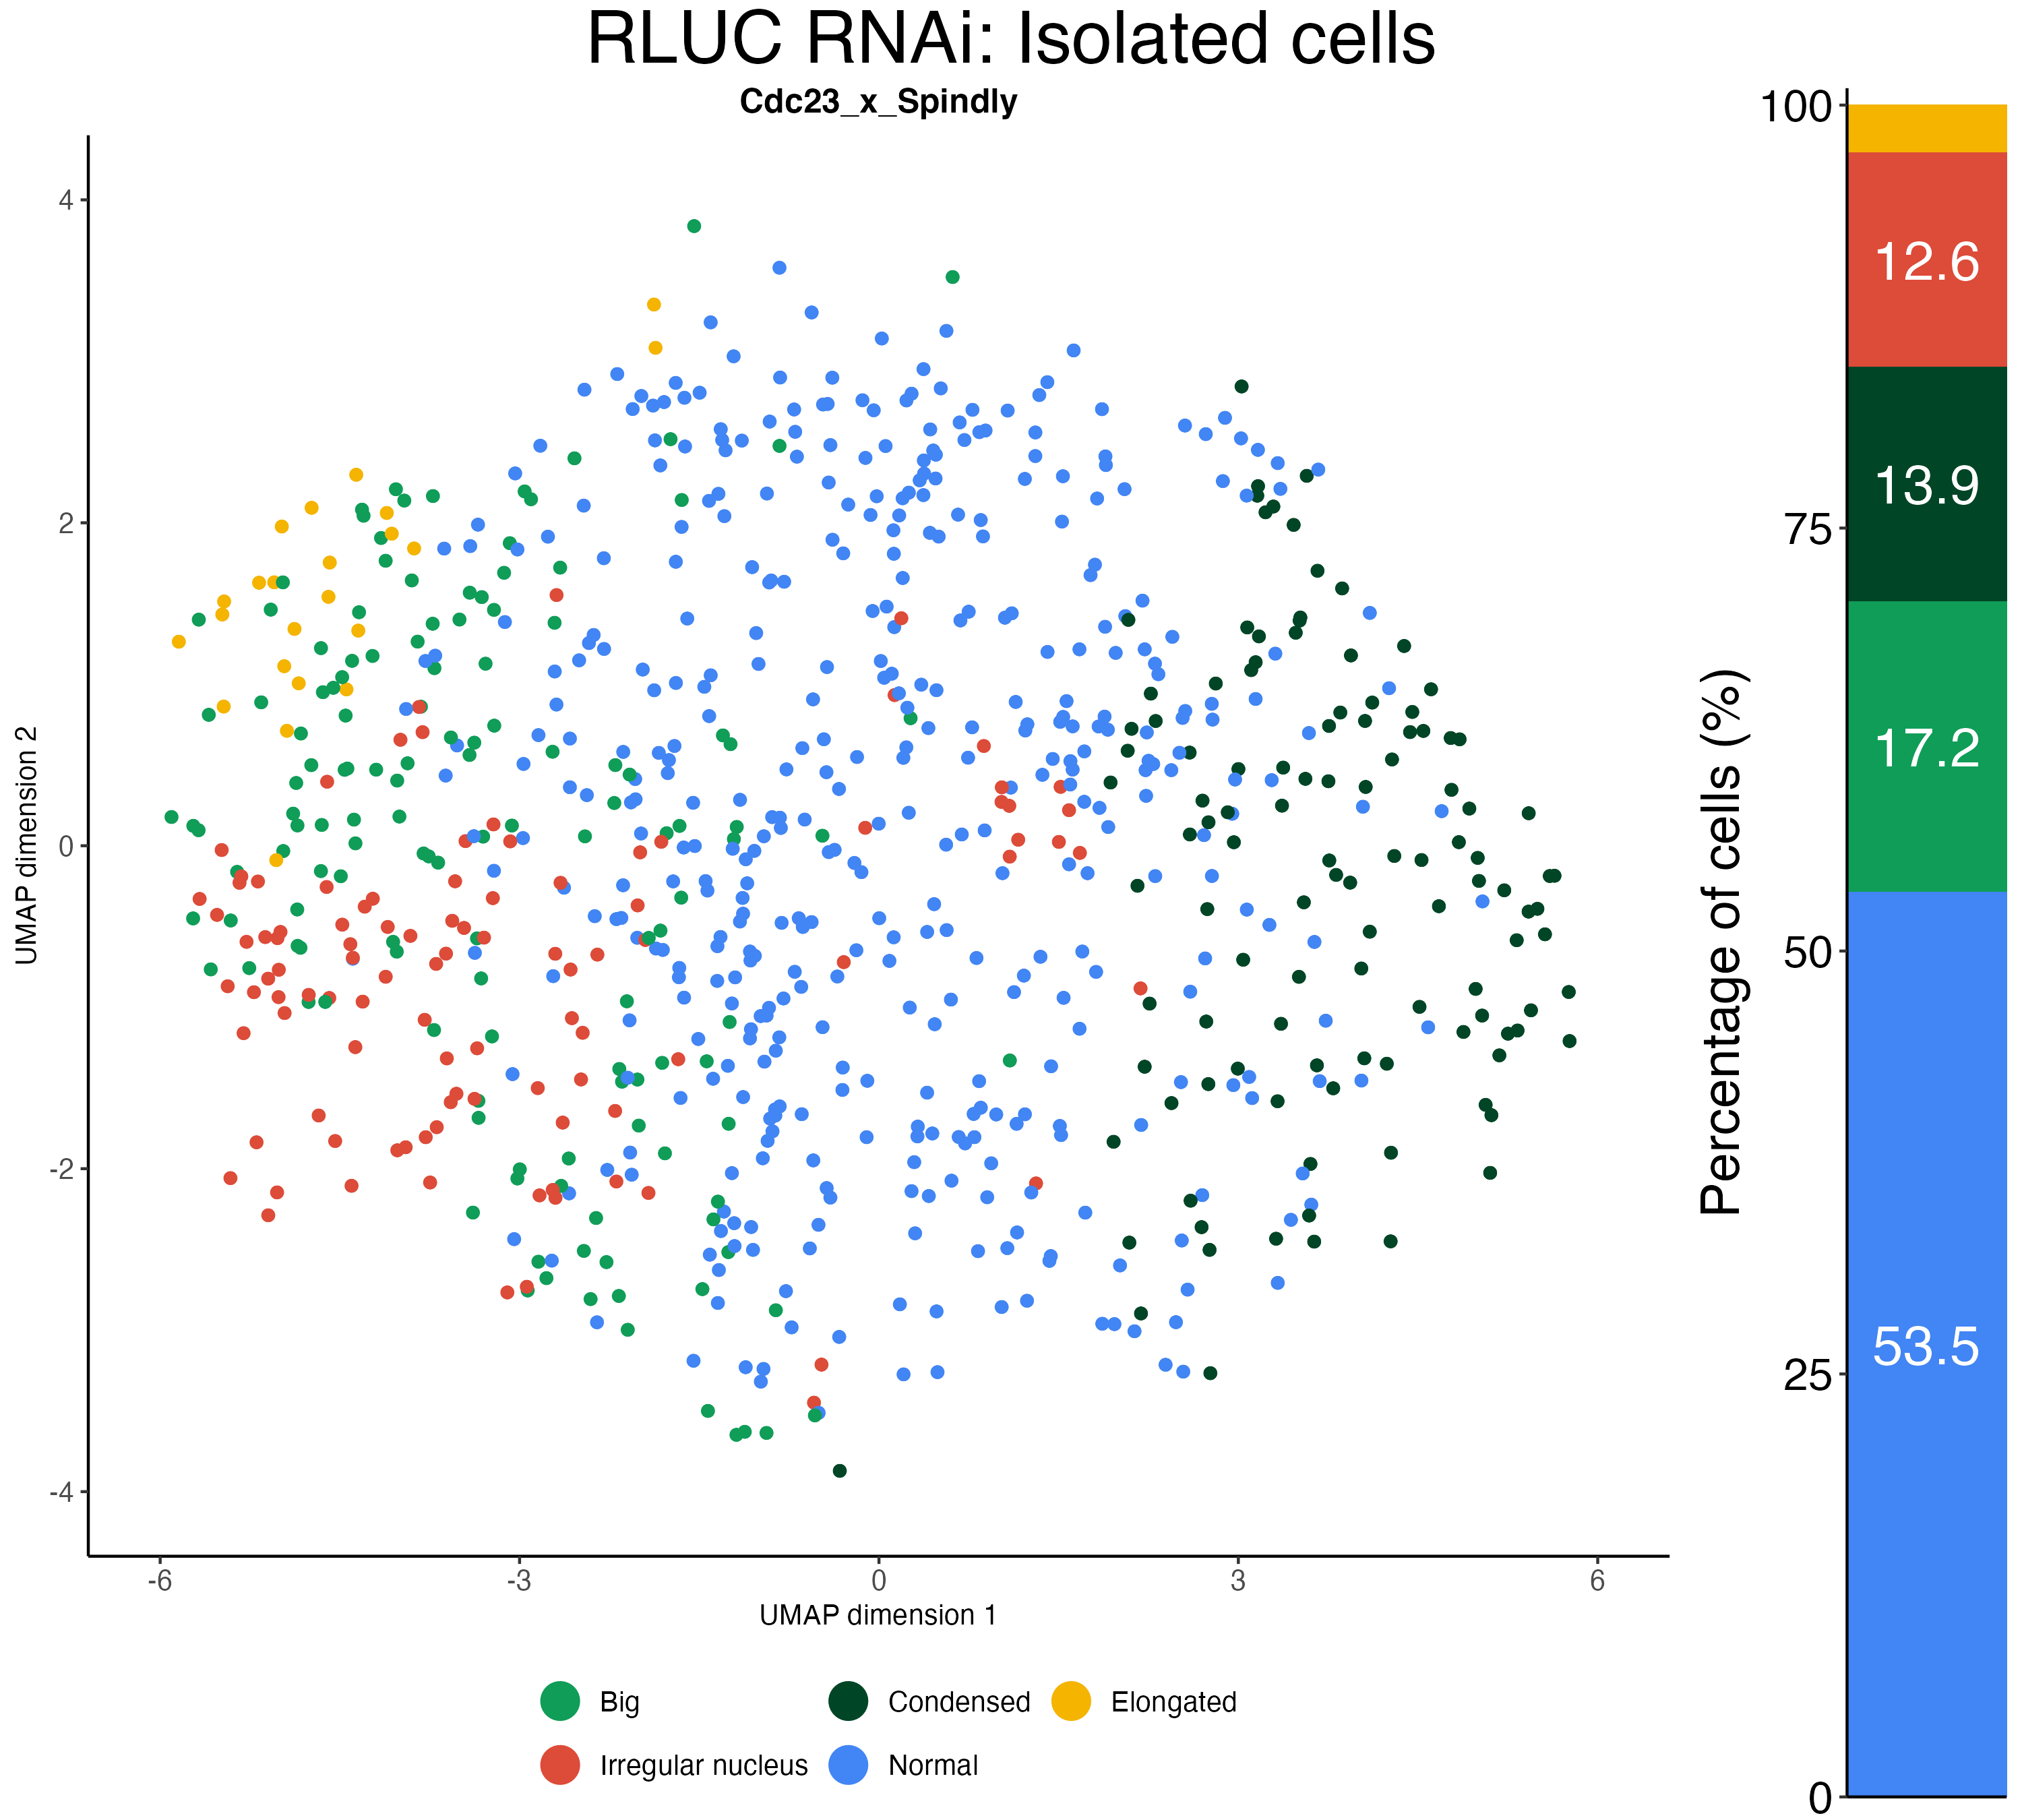 RLUC RNAi: Isolated cells
Cdc23_x_Spindly
4
2
0
-2
-4
UMAP dimension 2
-6 -3 0 3 6
UMAP dimension 1
Big Condensed Elongated
Irregular nucleus Normal
100
75
50
25
0
Percentage of cells (%)
12.6
13.9
17.2
53.5